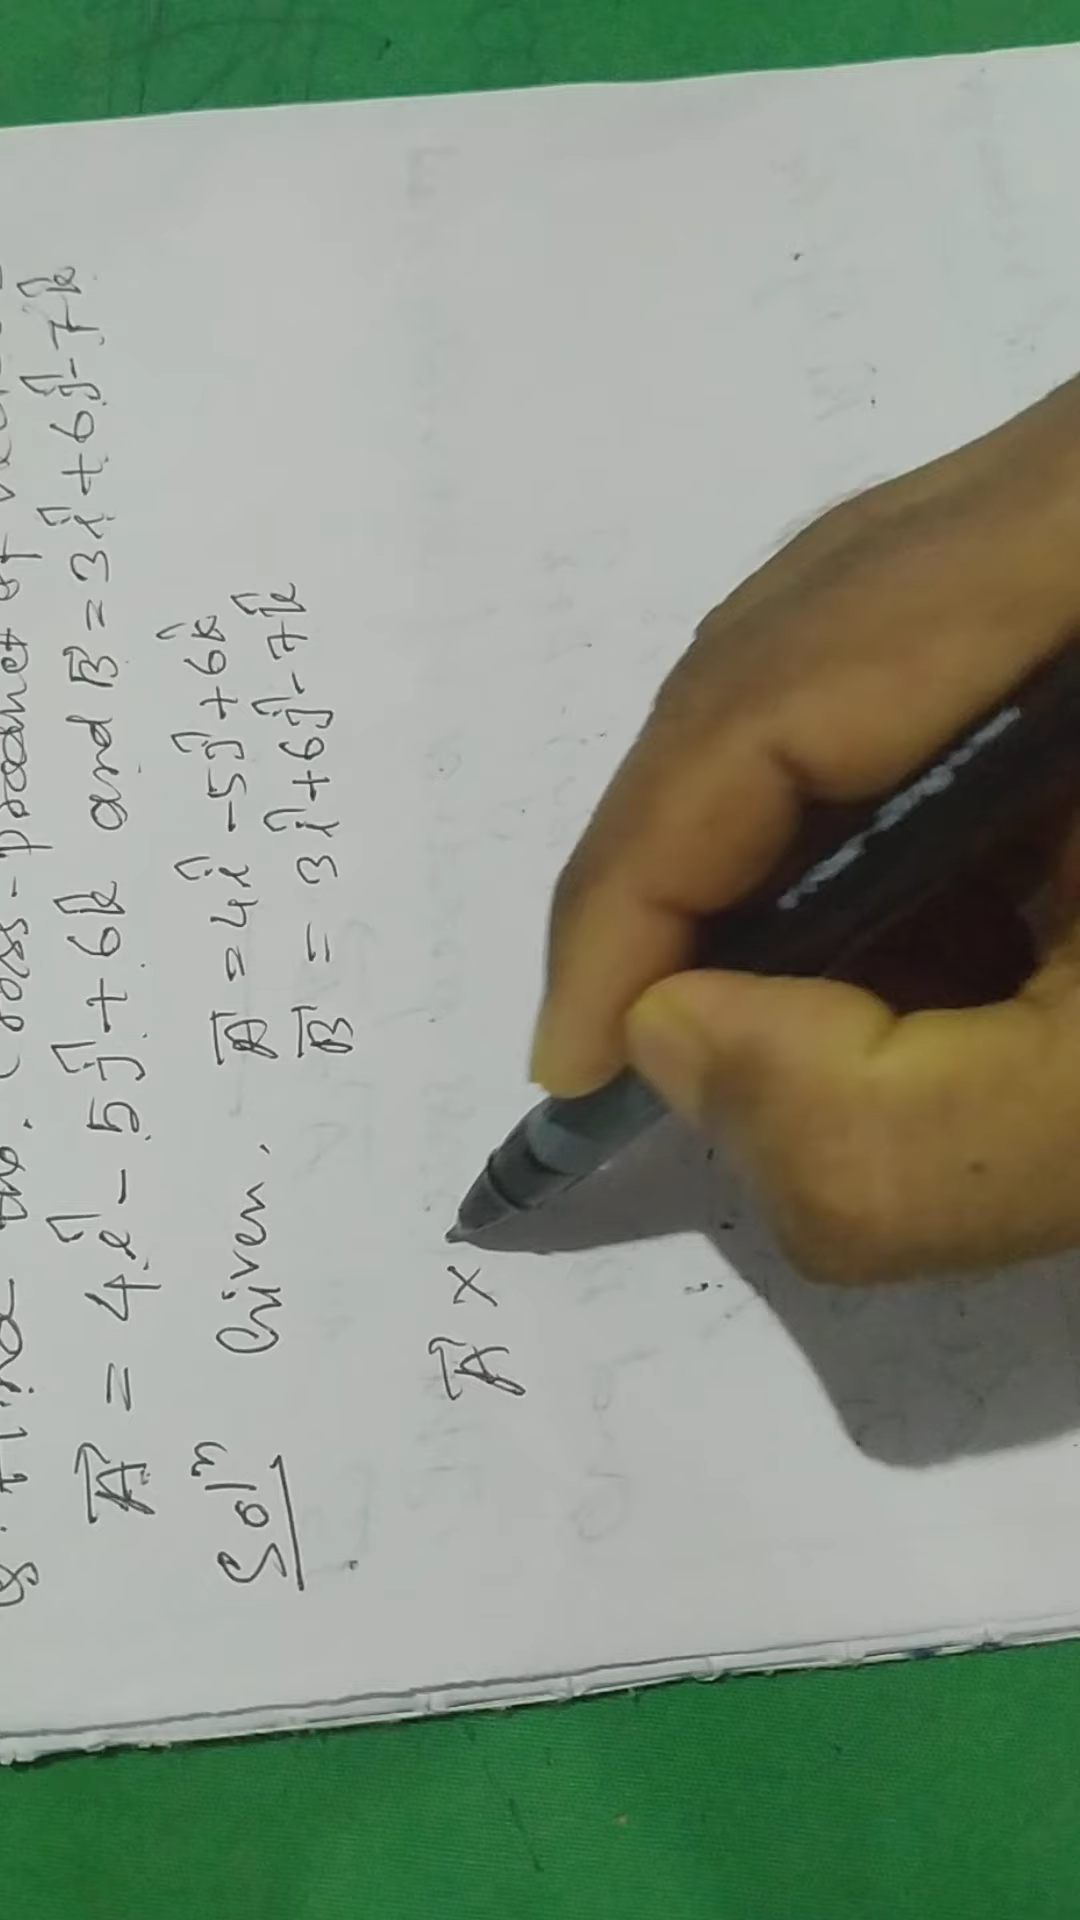 Q. Find the. Cross-product of
A⃗ = 4î - 5ĵ + 6k̂ and B⃗ = 3î + 6ĵ - 7k̂
Solⁿ Given, A⃗ = 4î - 5ĵ + 6k̂
B⃗ = 3î + 6ĵ - 7k̂
A⃗ ×